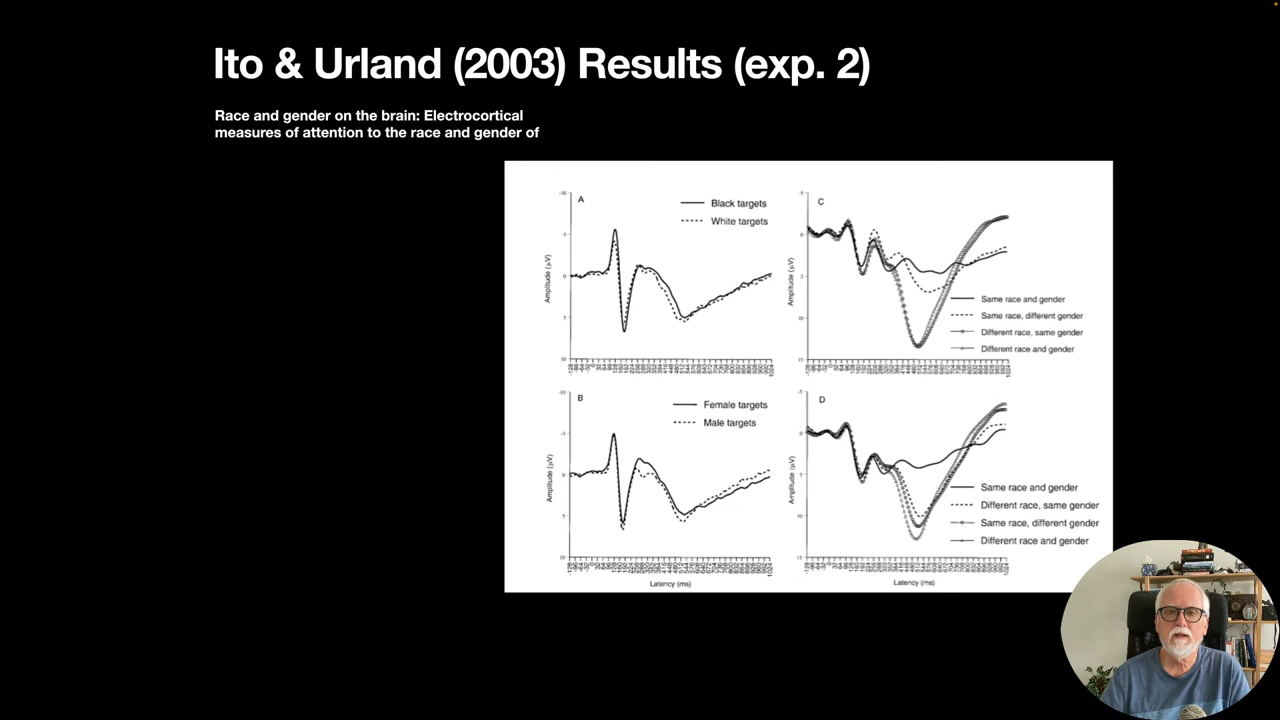 Ito & Urland (2003) Results (exp. 2)
Race and gender on the brain: Electrocortical
measures of attention to the race and gender of
A
Black targets
White targets
Amplitude (µV)
C
Same race and gender
Same race, different gender
Different race, same gender
Different race and gender
Amplitude (µV)
B
Female targets
Male targets
Amplitude (µV)
Latency (ms)
D
Same race and gender
Different race, same gender
Same race, different gender
Different race and gender
Amplitude (µV)
Latency (ms)